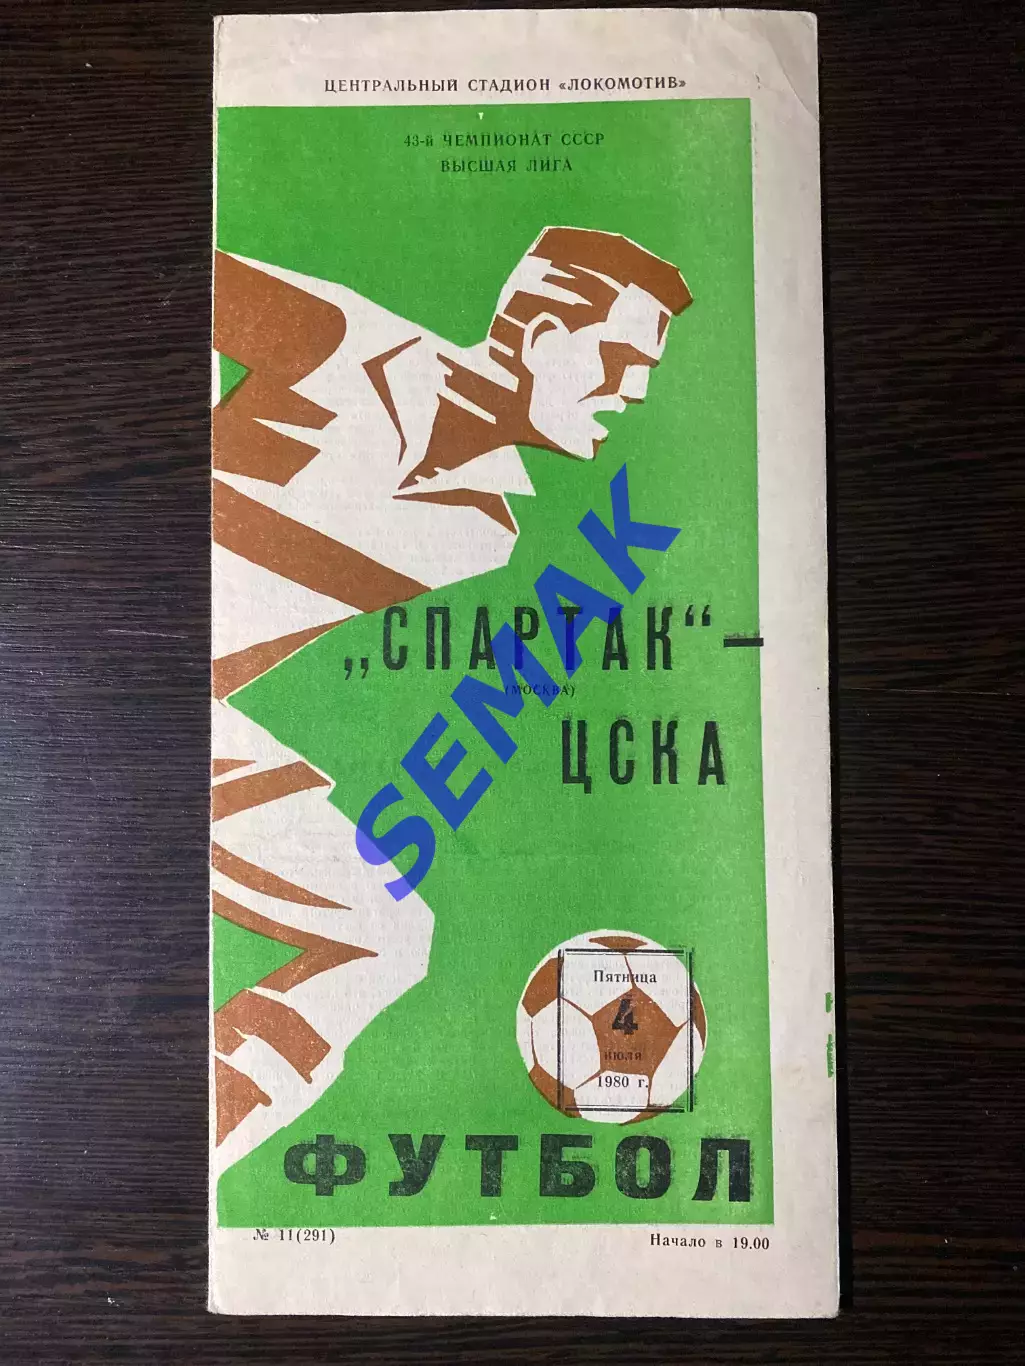 ЦЕНТРАЛЬНЫЙ СТАДИОН «ЛОКОМОТИВ»
43-й ЧЕМПИОНАТ СССР
ВЫСШАЯ ЛИГА
„СПАРТАК“ –
(МОСКВА)
ЦСКА
SEMAK
Пятница
4
июля
1980 г.
ФУТБОЛ
№ 11(291)
Начало в 19.00